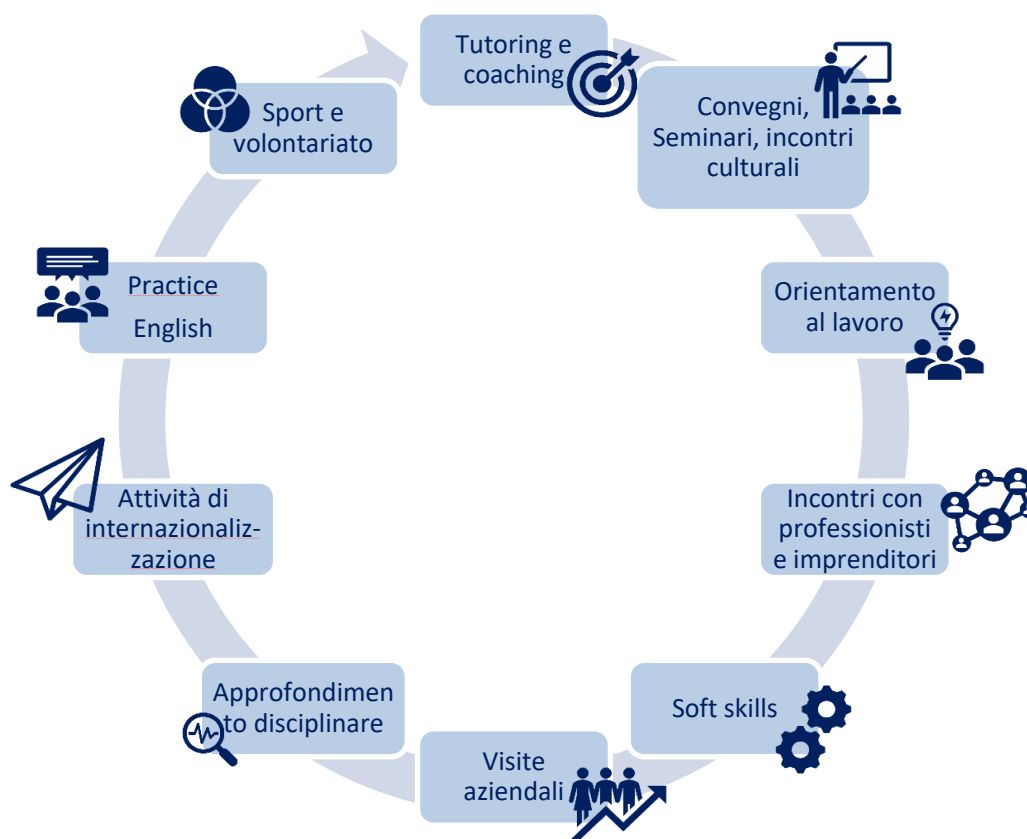 Tutoring e
coaching
Convegni,
Seminari, incontri
culturali
Orientamento
al lavoro
Incontri con
professionisti
e imprenditori
Soft skills
Visite
aziendali
Approfondimen
to disciplinare
Attività di
internazionaliz-
zazione
Practice
English
Sport e
volontariato